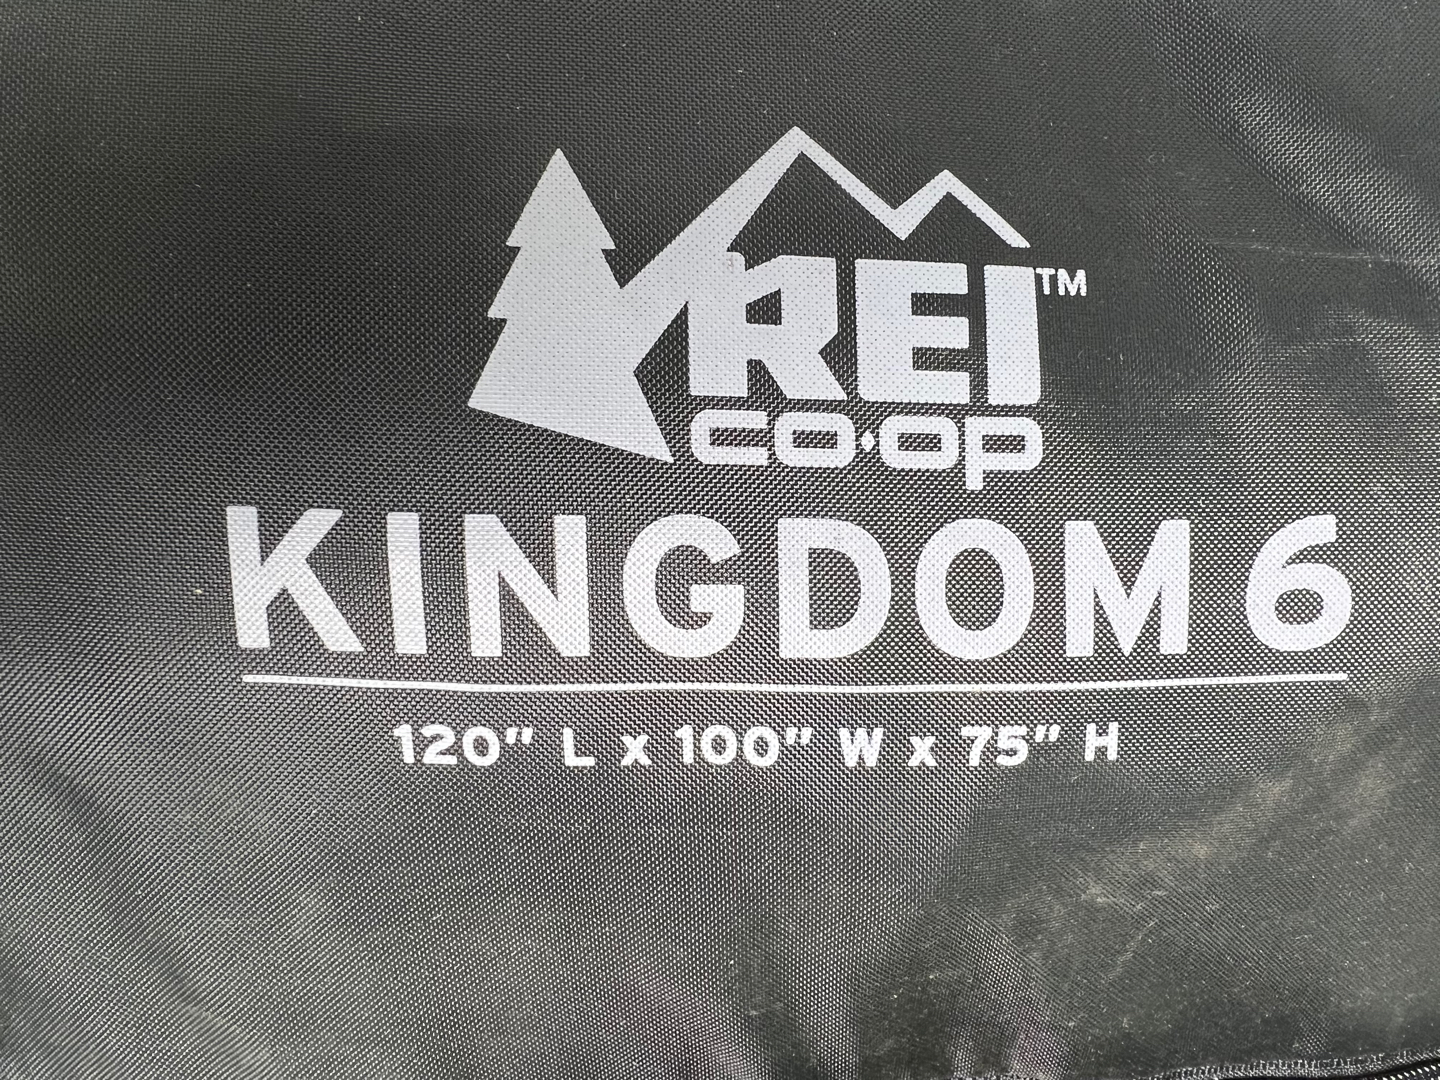 REI™
co·op
KINGDOM 6
120" L x 100" W x 75" H